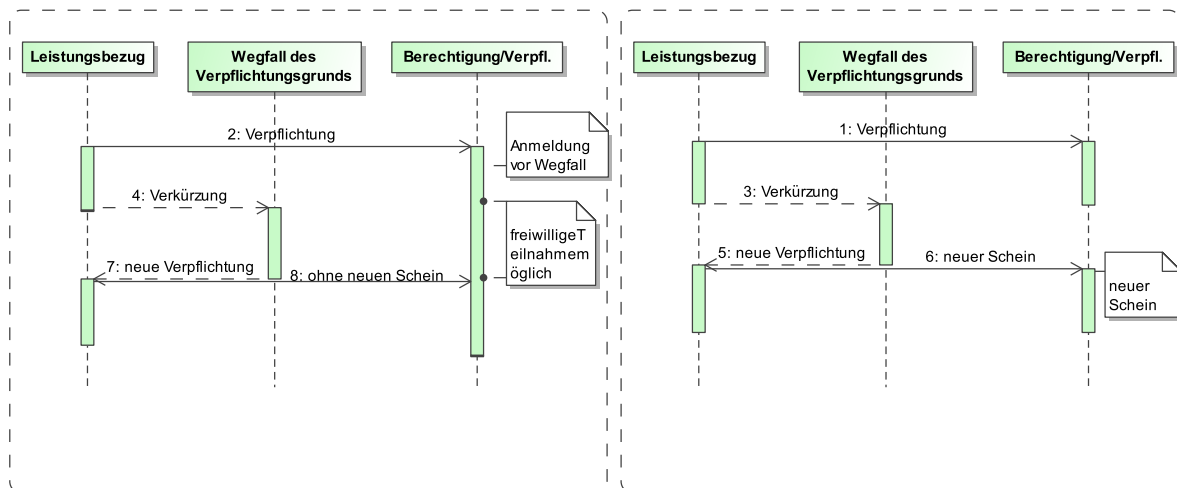 Leistungsbezug
Wegfall des
Verpflichtungsgrunds
Berechtigung/Verpfl.
2: Verpflichtung
Anmeldung
vor Wegfall
4: Verkürzung
freiwilligeT
eilnahmem
öglich
7: neue Verpflichtung
8: ohne neuen Schein
Leistungsbezug
Wegfall des
Verpflichtungsgrunds
Berechtigung/Verpfl.
1: Verpflichtung
3: Verkürzung
5: neue Verpflichtung
6: neuer Schein
neuer
Schein